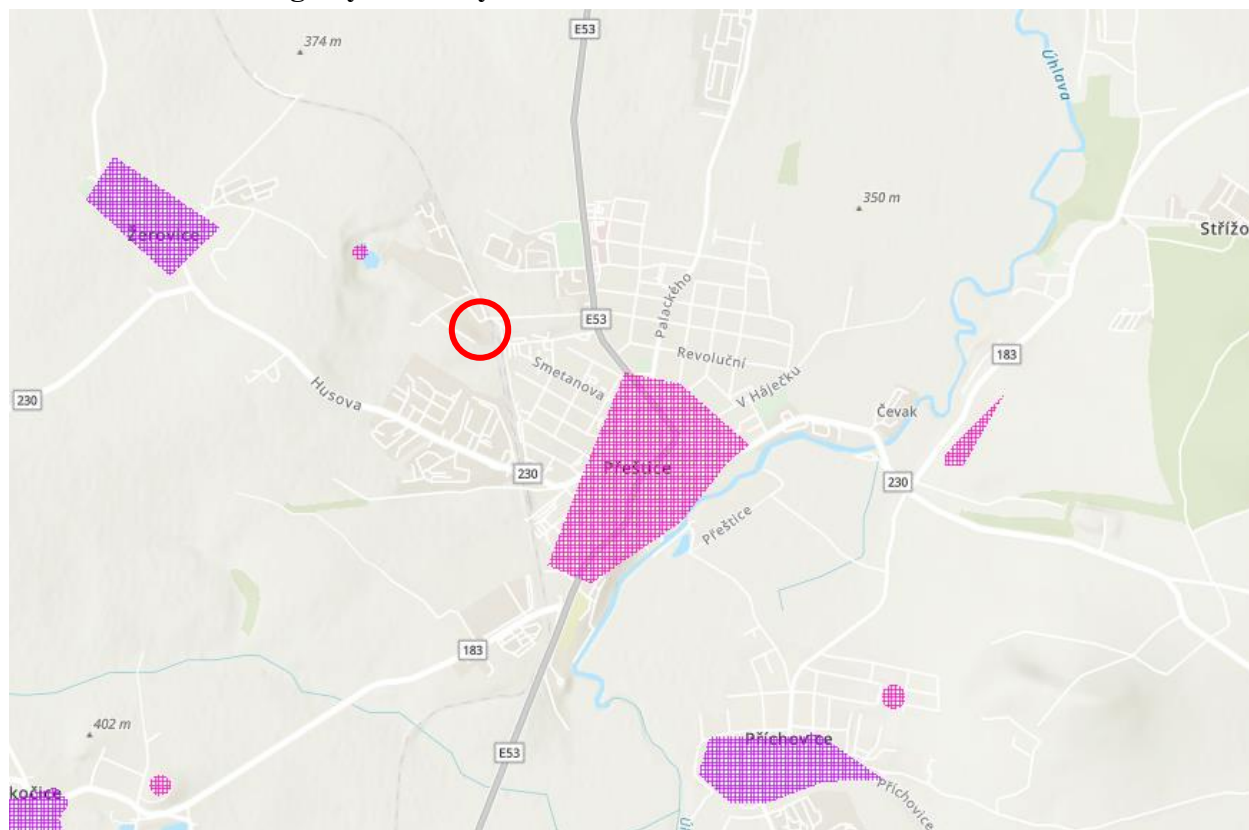 E53
374 m
Úhlava
350 m
Žerovice
Střížo
Palackého
E53
Revoluční
183
Smetanova
Husova
V Háječku
230
Čevak
Přeštice
230
230
Přeštice
183
402 m
Příchovice
E53
kočice
Příchovice
Úh